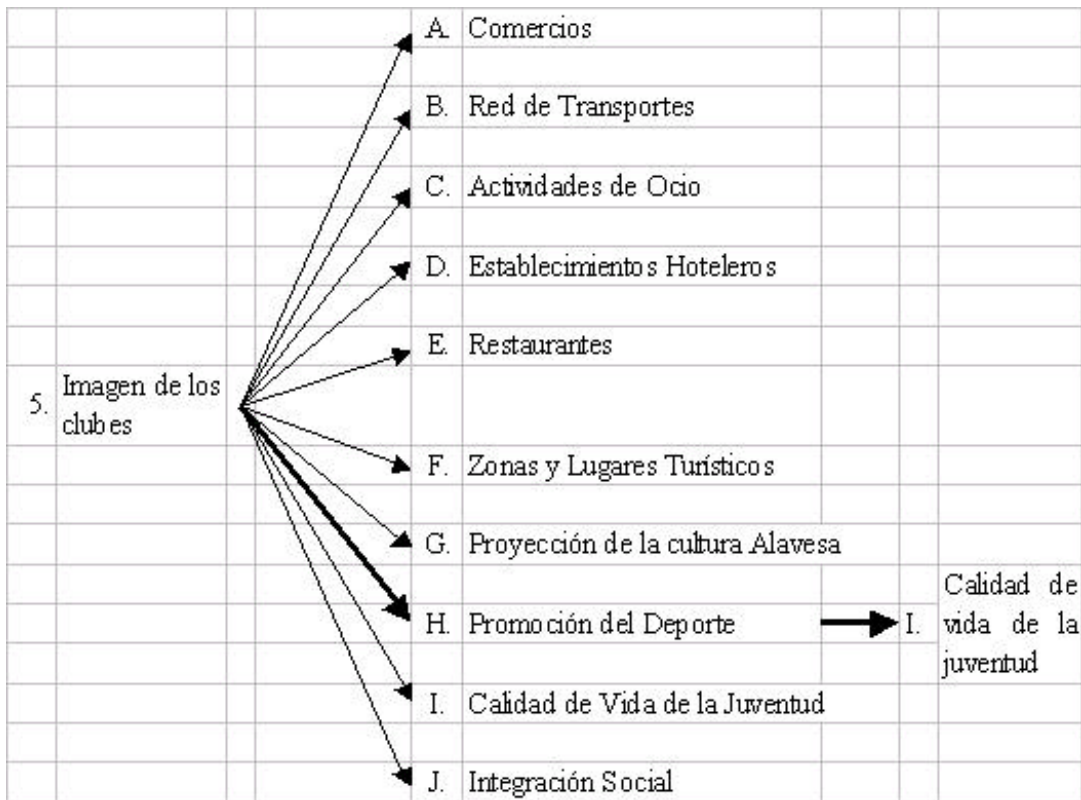 A. Comercios
B. Red de Transportes
C. Actividades de Ocio
D. Establecimientos Hoteleros
E. Restaurantes
5. Imagen de los
clubes
F. Zonas y Lugares Turísticos
G. Proyección de la cultura Alavesa
H. Promoción del Deporte
I. Calidad de
vida de la
juventud
I. Calidad de Vida de la Juventud
J. Integración Social